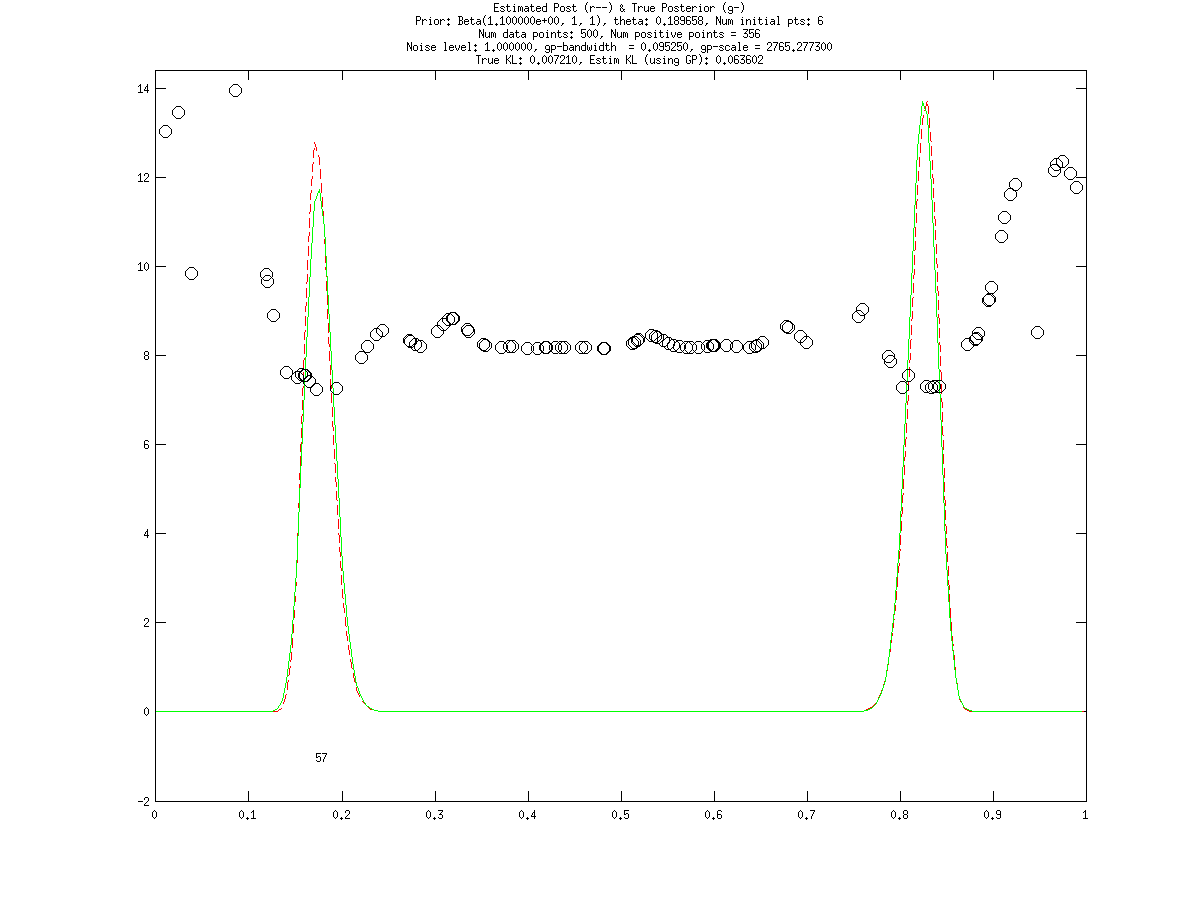 Estimated Post (r--) & True Posterior (g-)
Prior: Beta(1.100000e+00, 1, 1), theta: 0.189658, Num initial pts: 6
Num data points: 500, Num positive points = 356
Noise level: 1.000000, gp-bandwidth  = 0.095250, gp-scale = 2765.277300
True KL: 0.007210, Estim KL (using GP): 0.063602
14
12
10
8
6
4
2
0
57
-2
0 0.1 0.2 0.3 0.4 0.5 0.6 0.7 0.8 0.9 1